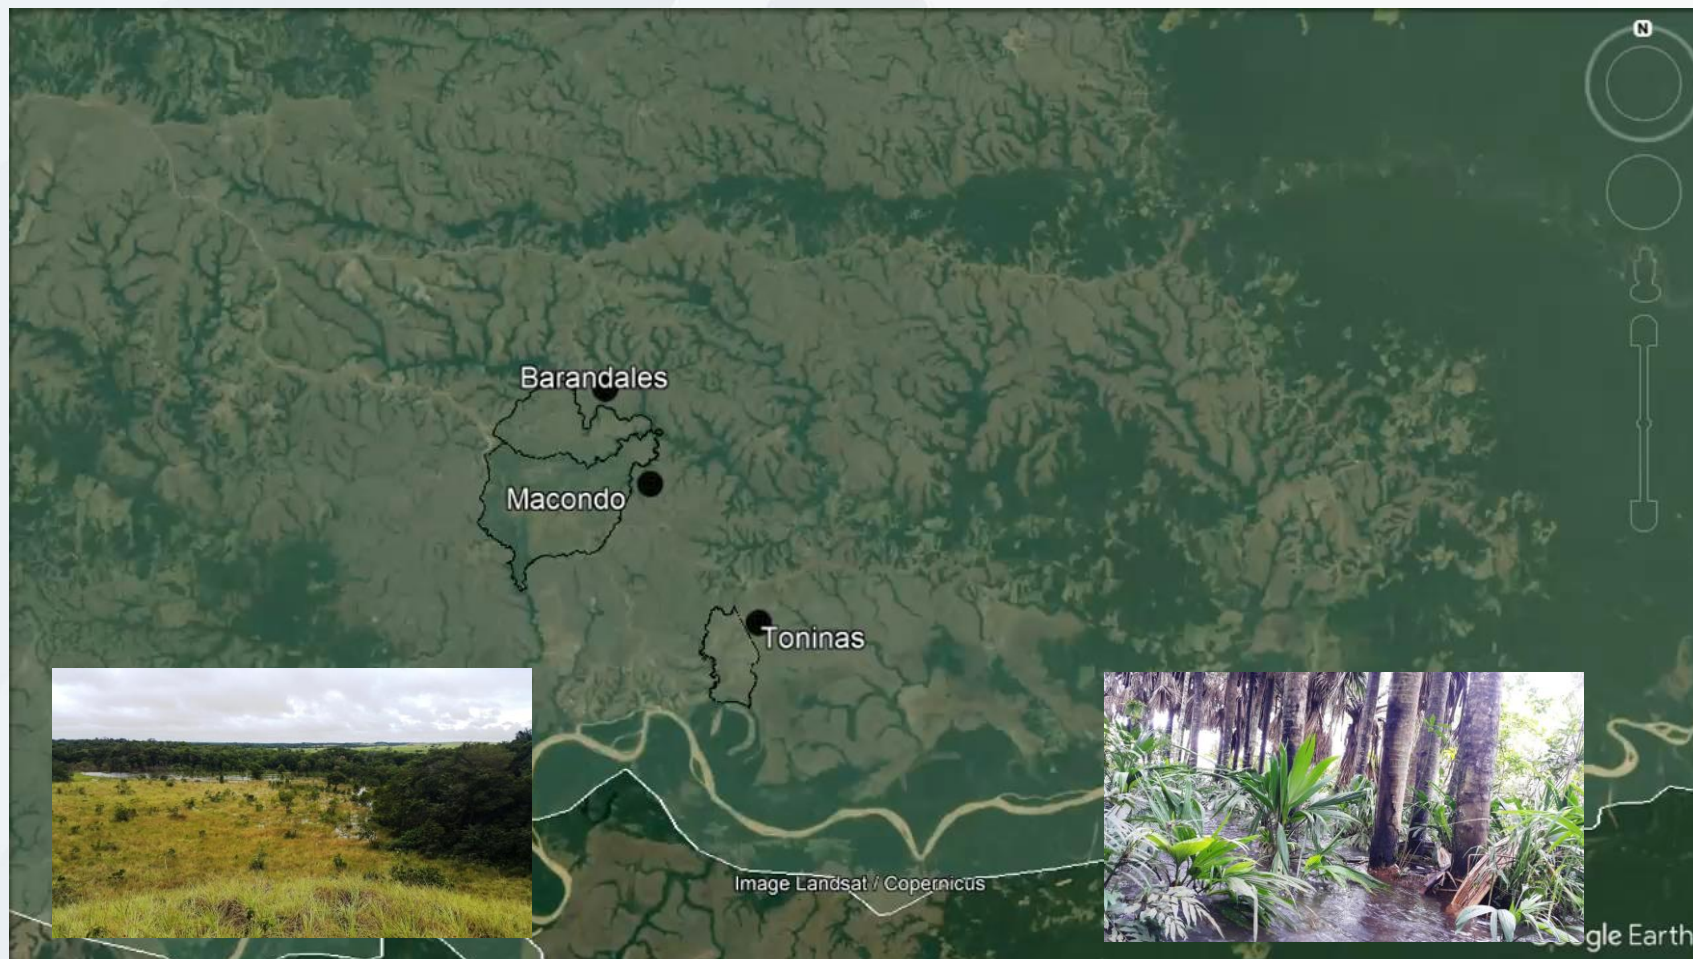 N
Barandales
Macondo
Toninas
Image Landsat / Copernicus
gle Earth